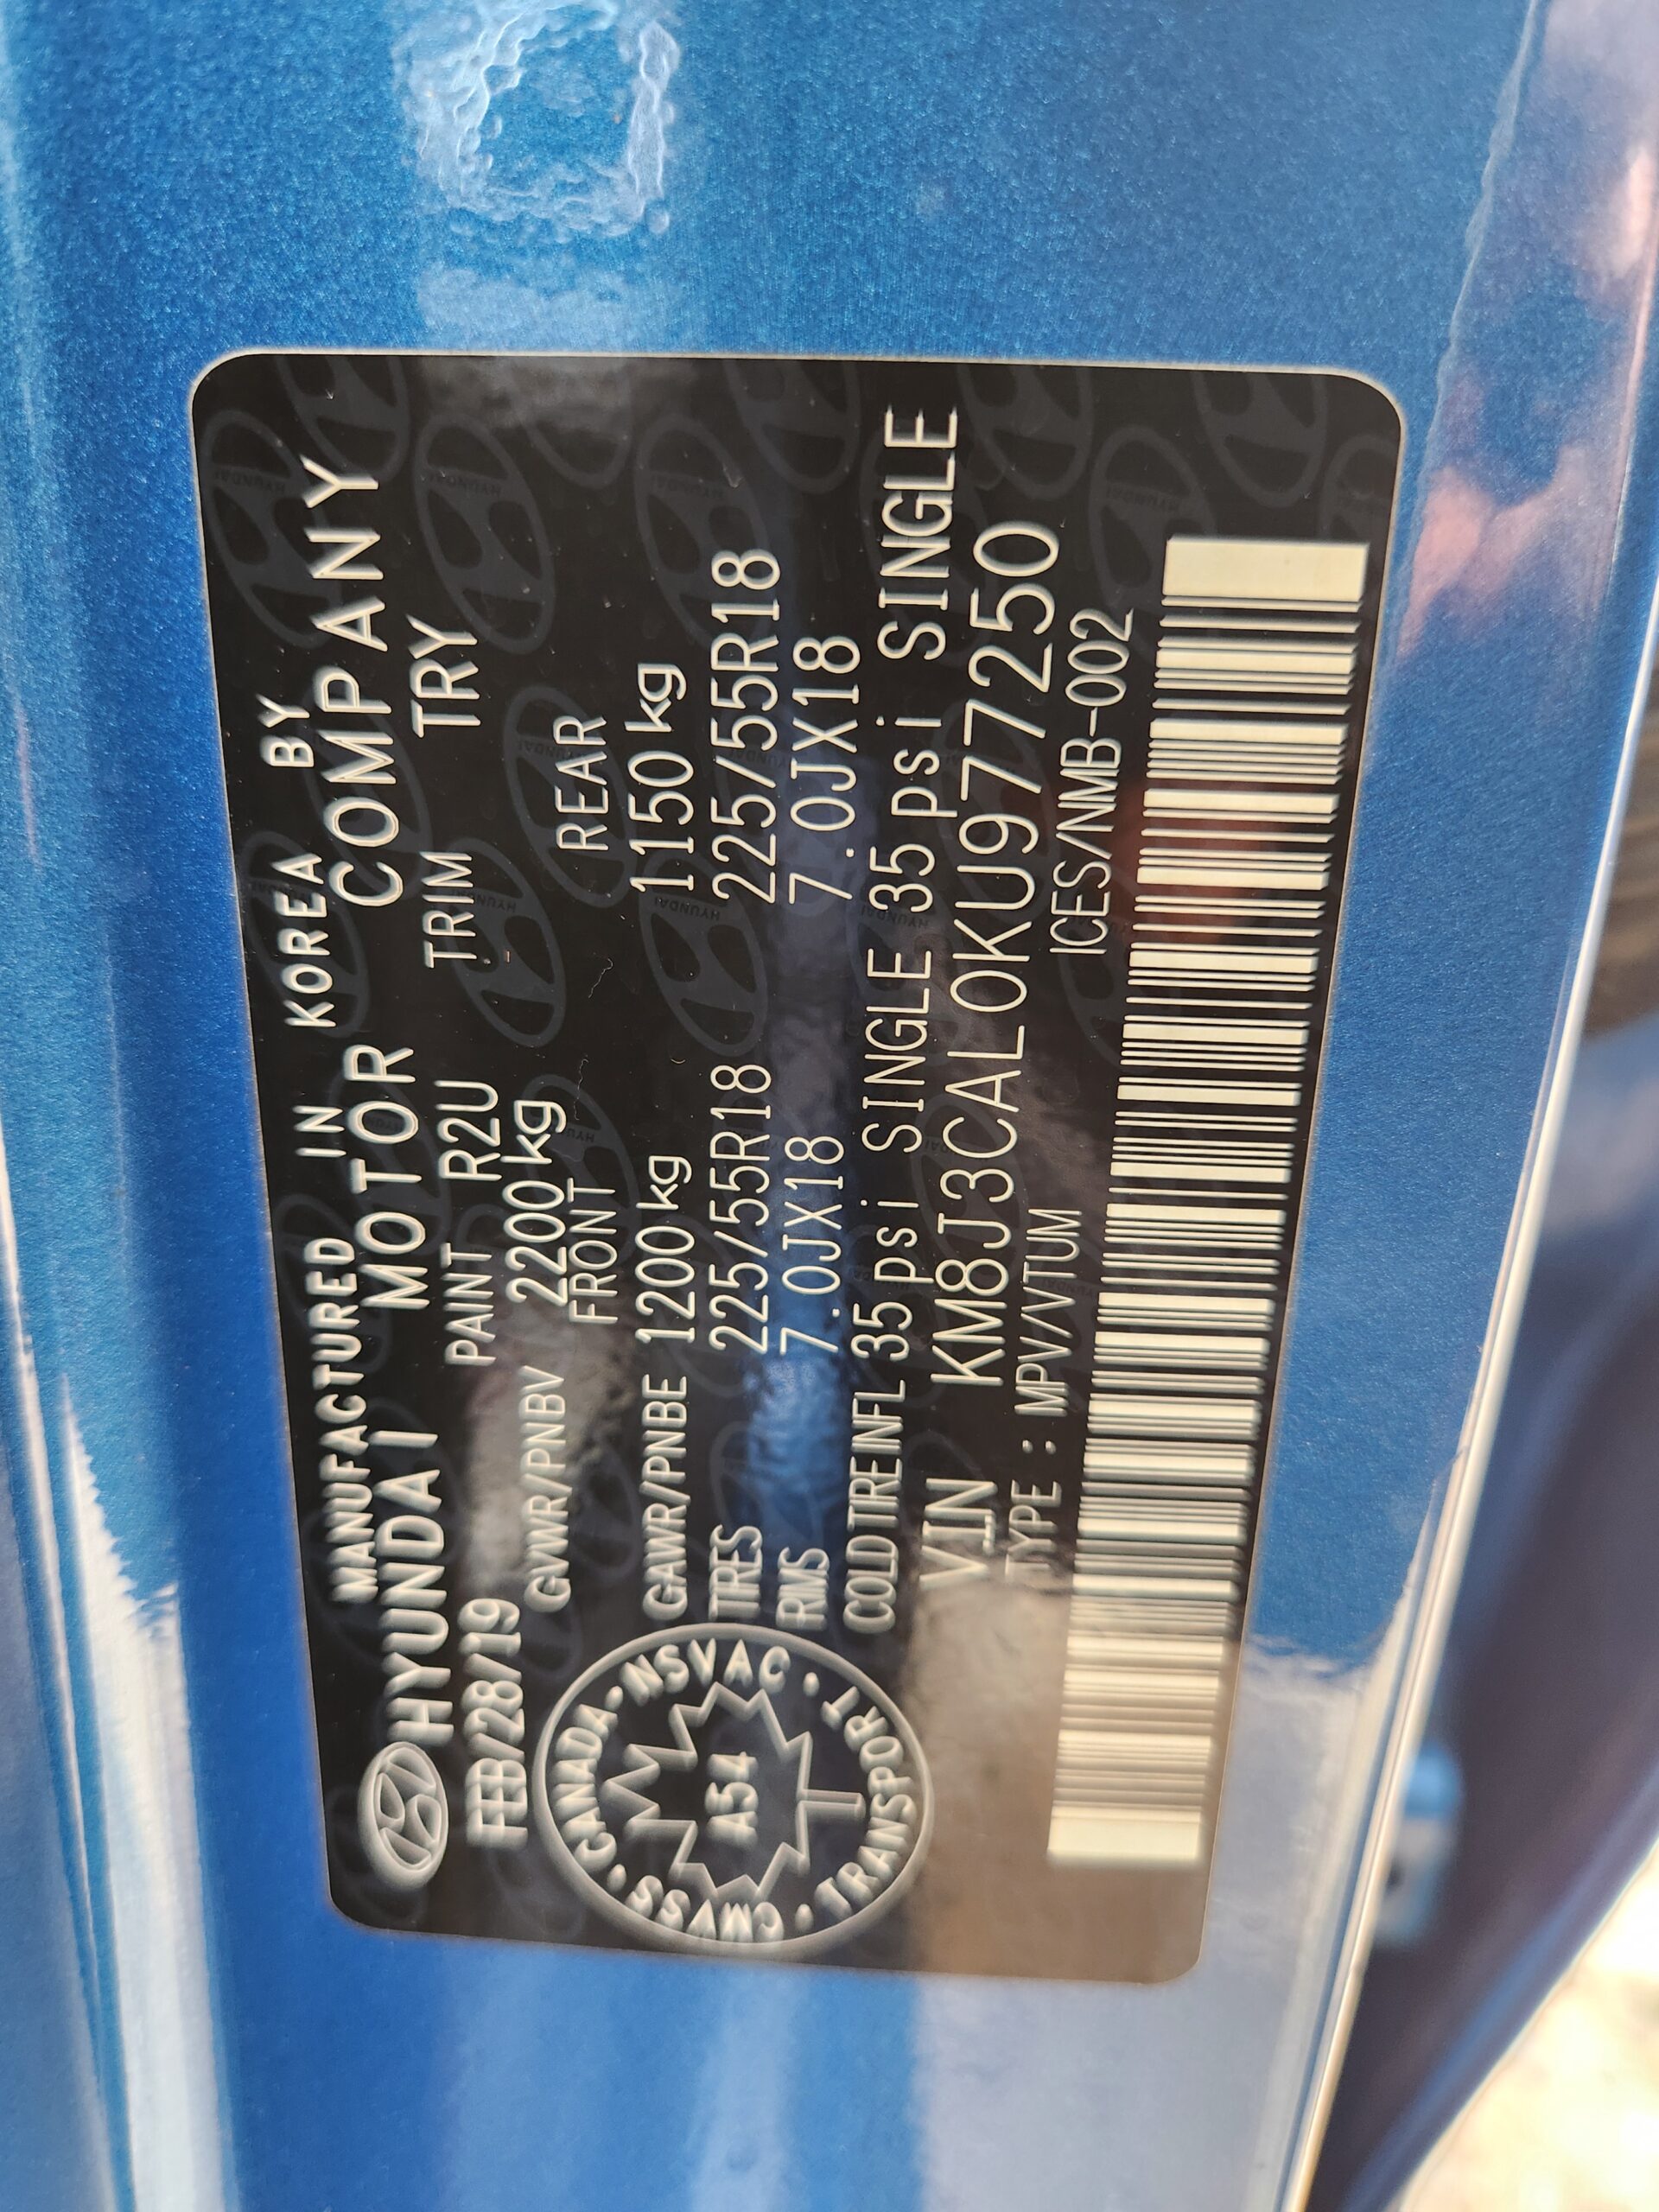 MANUFACTURED IN KOREA BY
HYUNDAI MOTOR COMPANY
FEB/28/19 PAINT R2U TRIM TRY
GVWR/PNBV 2200kg
FRONT REAR
GAWR/PNBE 1200kg 1150kg
TIRES 225/55R18 225/55R18
RIMS 7.0JX18 7.0JX18
COLD TIRE INFL 35 psi SINGLE 35 psi SINGLE
VIN KM8J3CAL0KU977250
TYPE : MPV/VTUM ICES/NMB-002
CANADA · NSVAC · TRANSPORT · CMVSS ·
A54